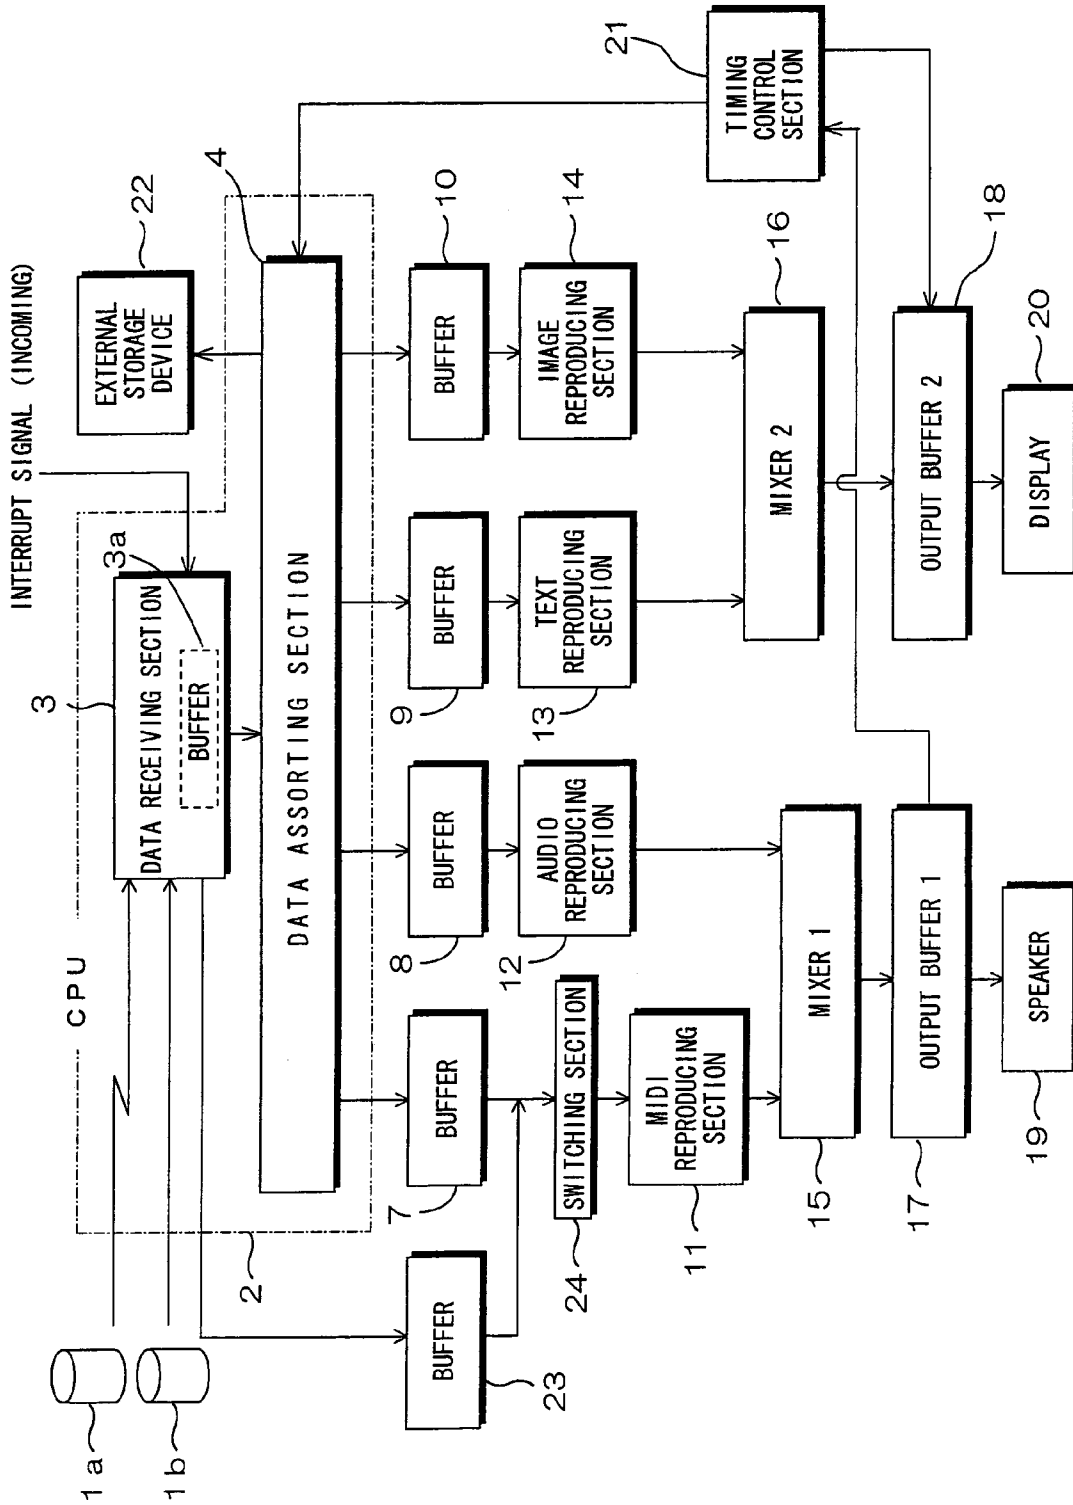 INTERRUPT SIGNAL (INCOMING)
CPU
1a
1b
2
3
DATA RECEIVING SECTION
BUFFER
3a
EXTERNAL
STORAGE
DEVICE
22
4
DATA ASSORTING SECTION
BUFFER
23
BUFFER
7
BUFFER
8
BUFFER
9
BUFFER
10
SWITCHING SECTION
24
MIDI
REPRODUCING
SECTION
11
AUDIO
REPRODUCING
SECTION
12
TEXT
REPRODUCING
SECTION
13
IMAGE
REPRODUCING
SECTION
14
TIMING
CONTROL
SECTION
21
MIXER 1
15
MIXER 2
16
OUTPUT BUFFER 1
17
OUTPUT BUFFER 2
18
SPEAKER
19
DISPLAY
20